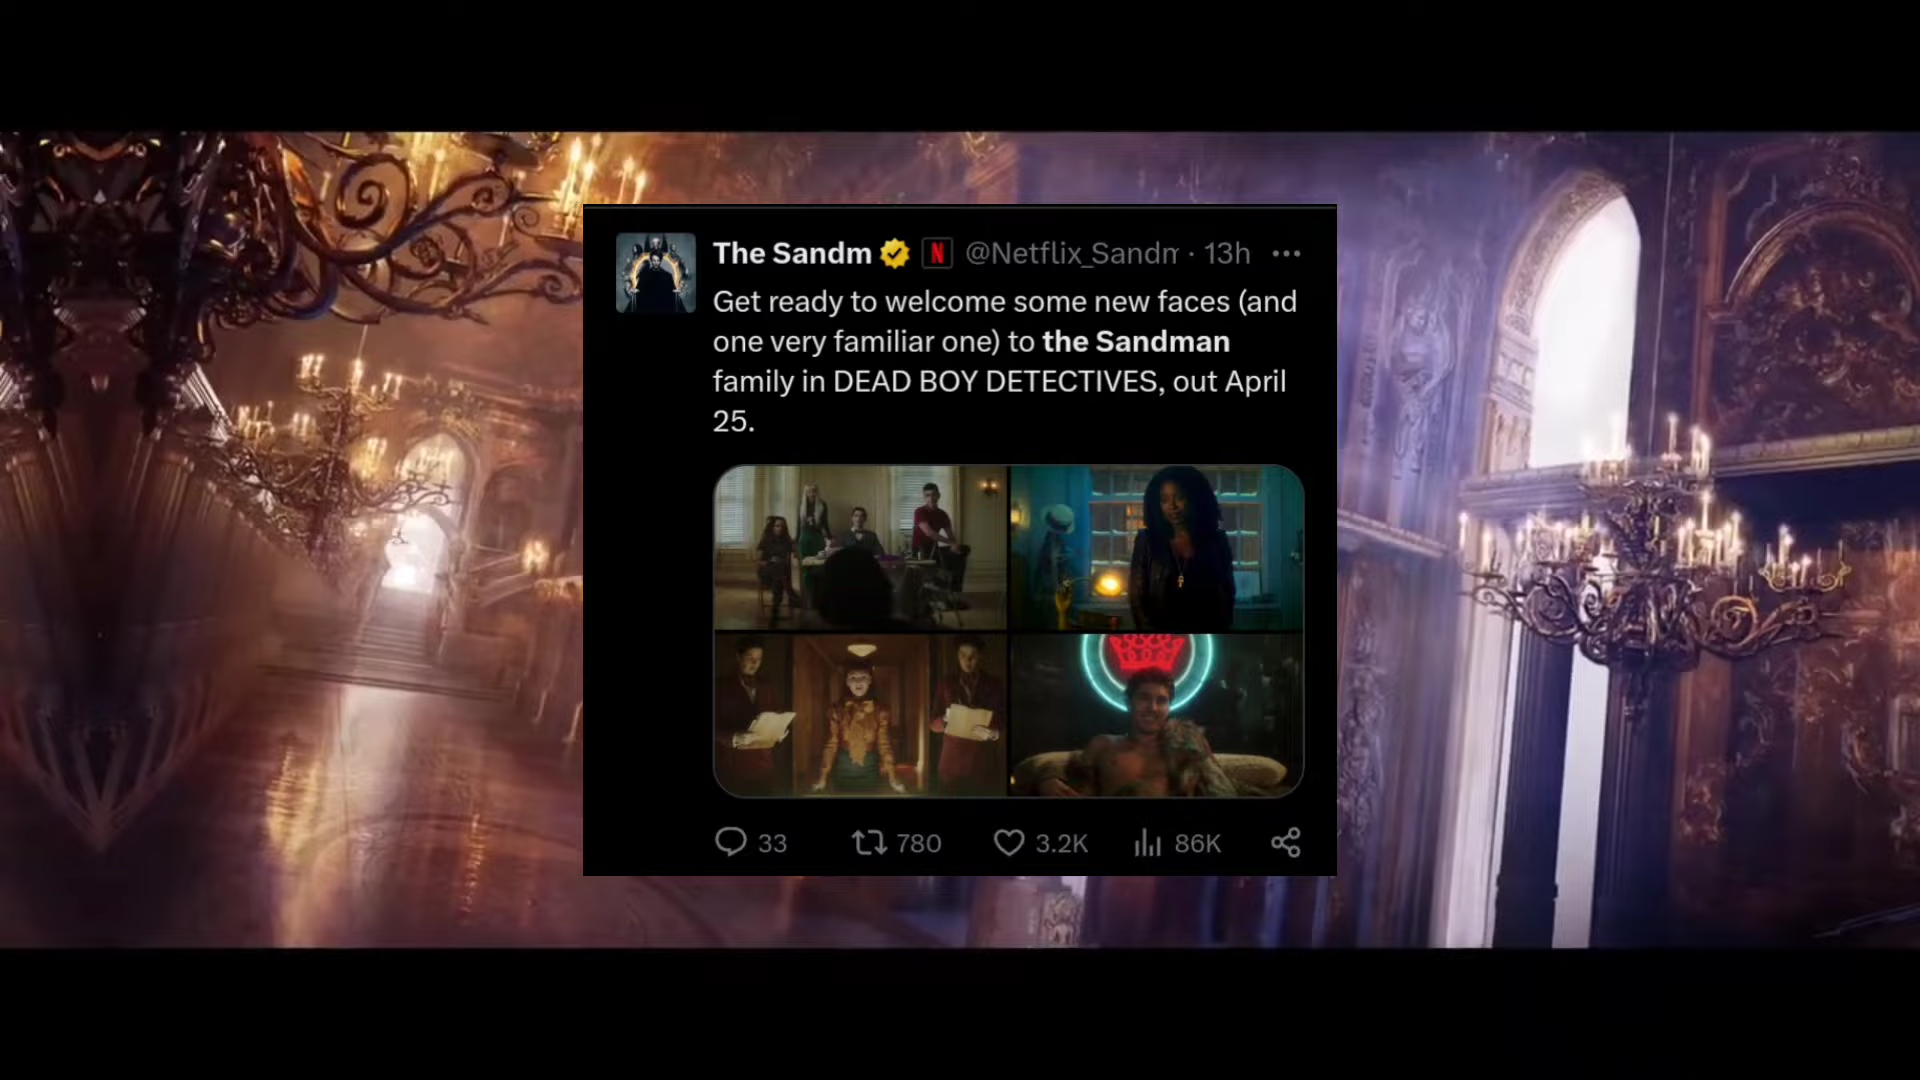 The Sandm N @Netflix_Sandm · 13h
Get ready to welcome some new faces (and
one very familiar one) to the Sandman
family in DEAD BOY DETECTIVES, out April
25.
33 780 3.2K 86K